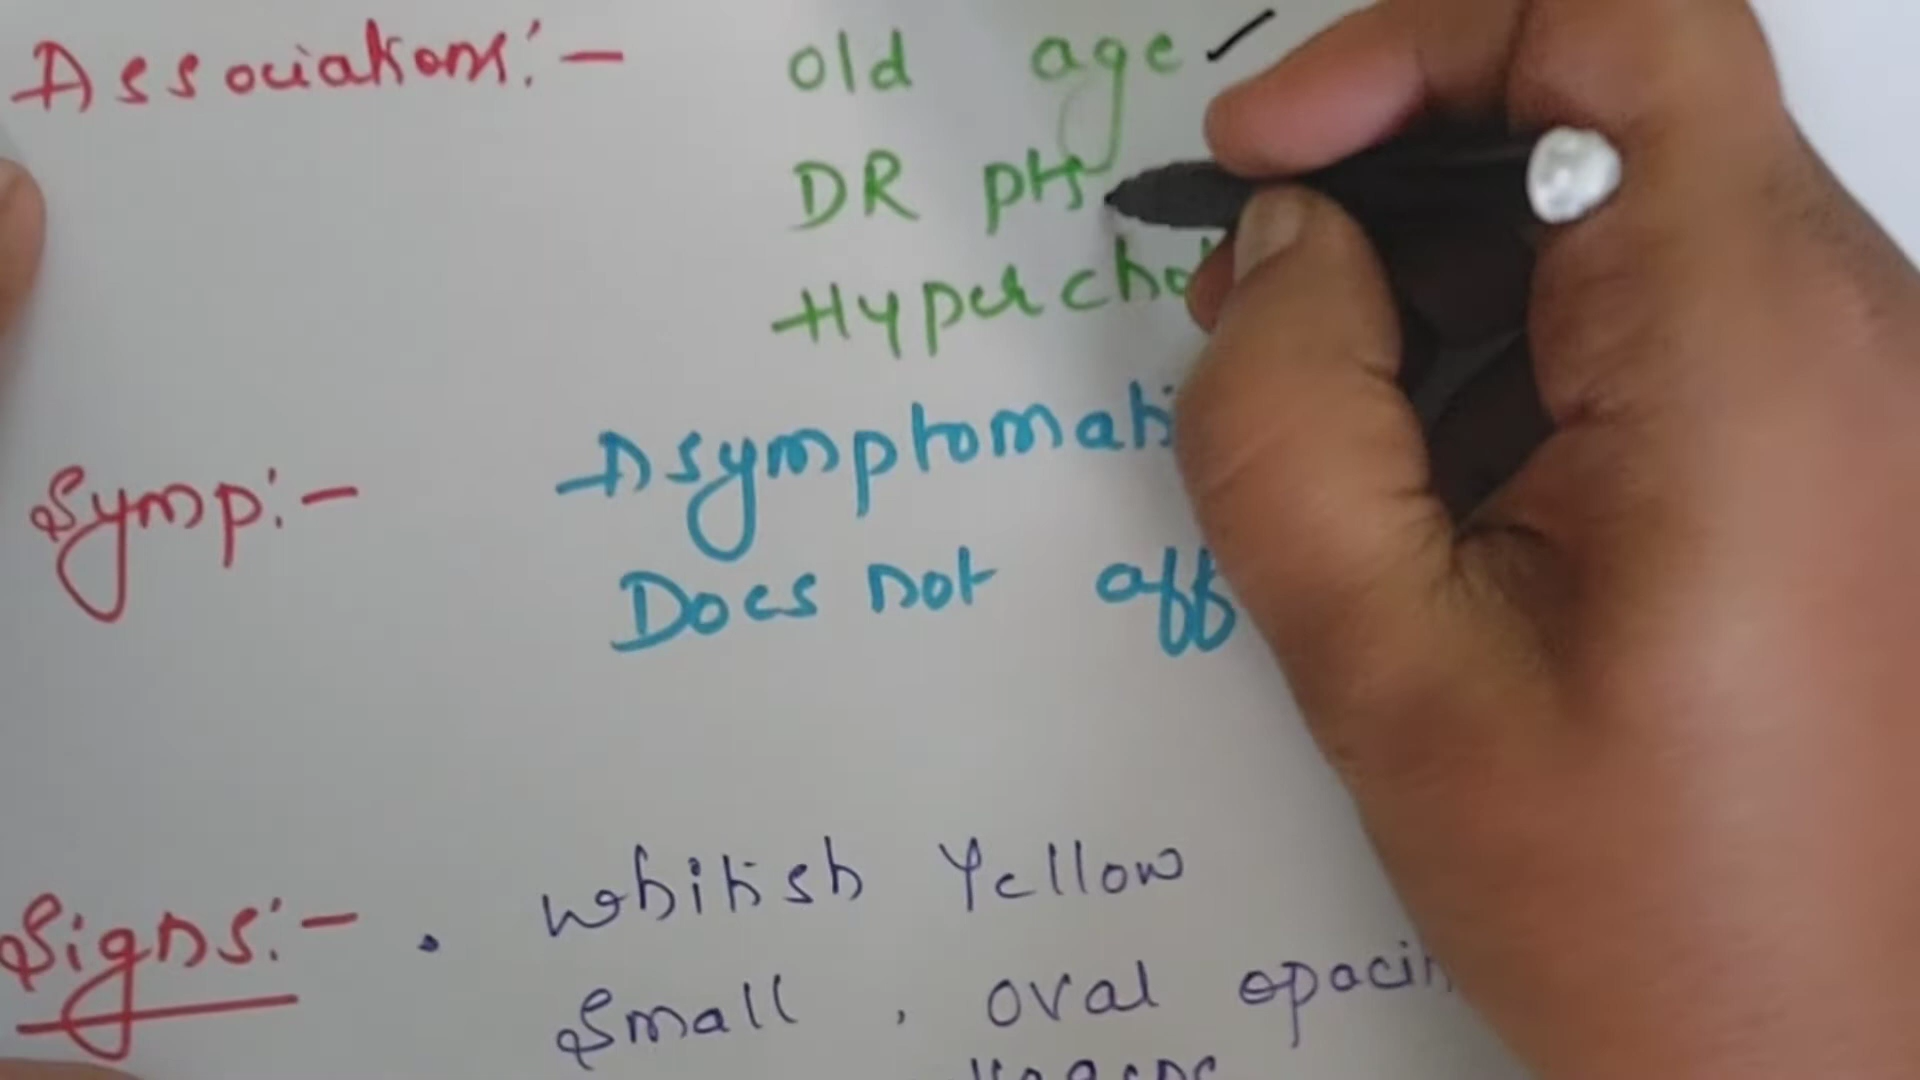 Associations:- old age ✓
DR pts
Hyperchol
Symp:- Asymptomati
Does not aff
Signs:- • Whitish Yellow
Small, oval opaci